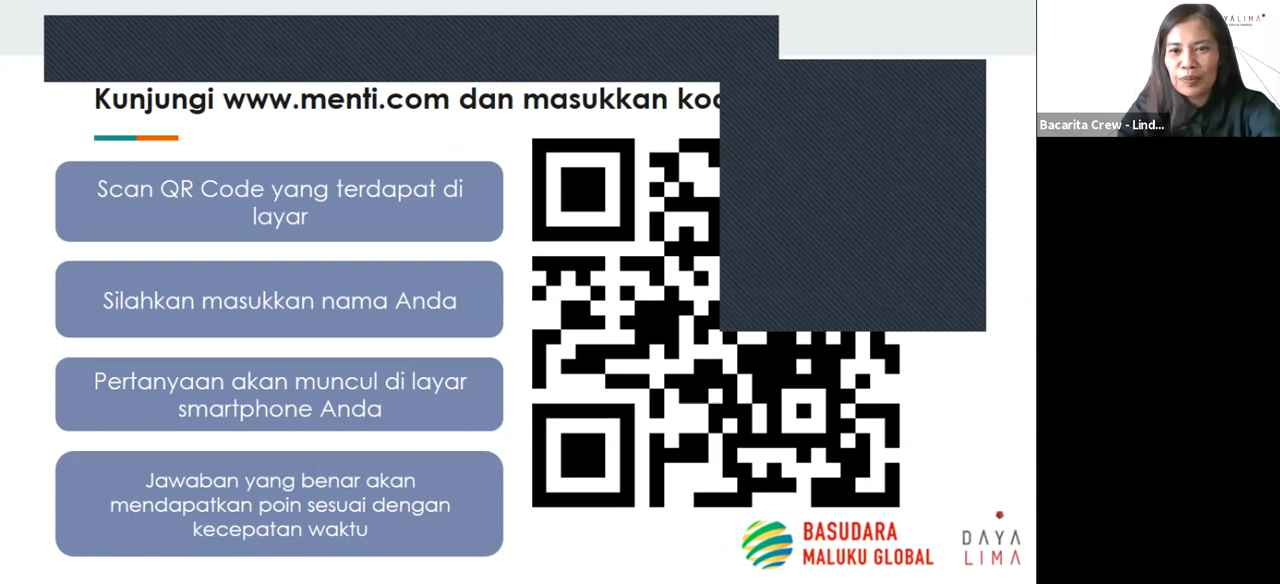 Kunjungi www.menti.com dan masukkan
Scan QR Code yang terdapat di
layar
Silahkan masukkan nama Anda
Pertanyaan akan muncul di layar
smartphone Anda
Jawaban yang benar akan
mendapatkan poin sesuai dengan
kecepatan waktu
BASUDARA
MALUKU GLOBAL
DAYA
LIMA
Bacarita Crew - Lind...